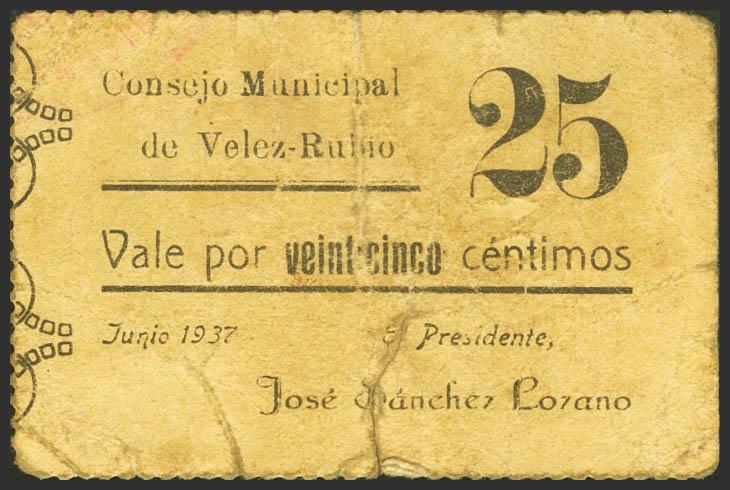 Consejo Municipal
25
de Velez-Rubio
Vale por veinticinco céntimos
Junio 1937
El Presidente,
José Sánchez Lozano